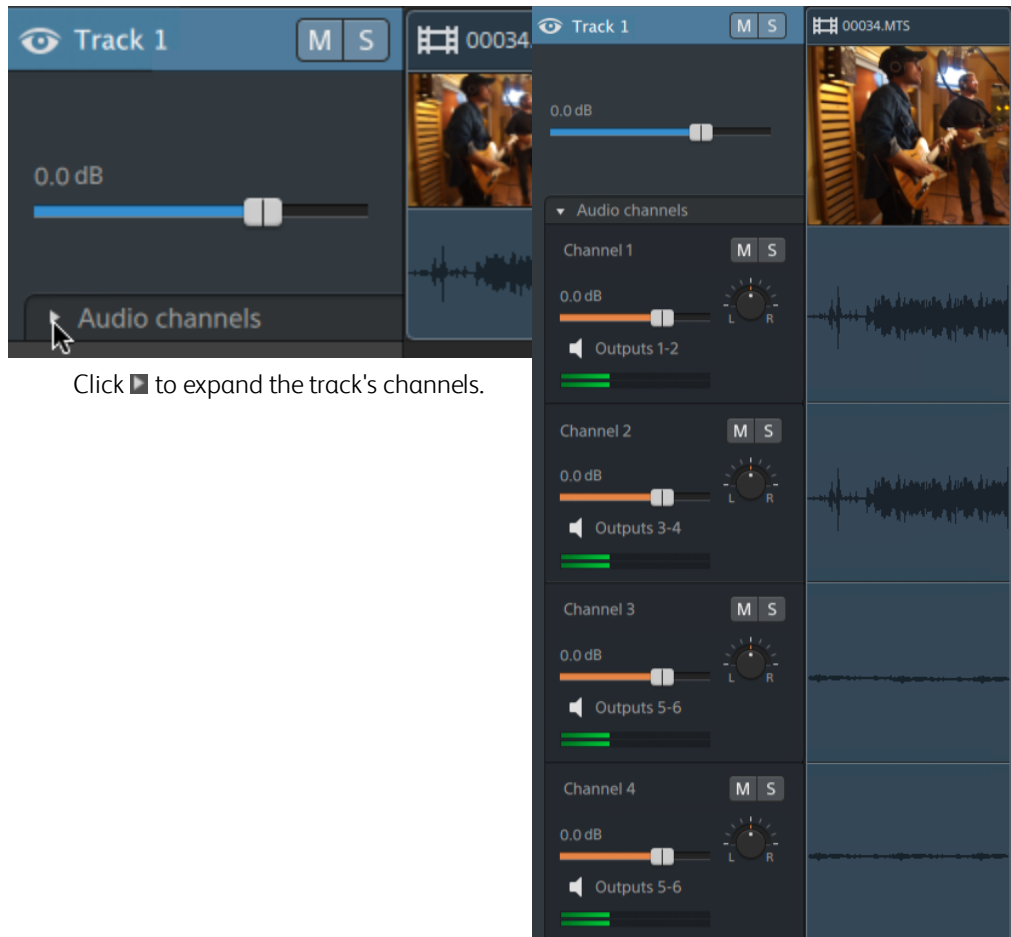 Track 1
M S
00034.
0.0 dB
Audio channels
Click to expand the track's channels.
Track 1
M S
00034.MTS
0.0 dB
Audio channels
Channel 1
M S
0.0 dB
L R
Outputs 1-2
Channel 2
M S
0.0 dB
L R
Outputs 3-4
Channel 3
M S
0.0 dB
L R
Outputs 5-6
Channel 4
M S
0.0 dB
L R
Outputs 5-6